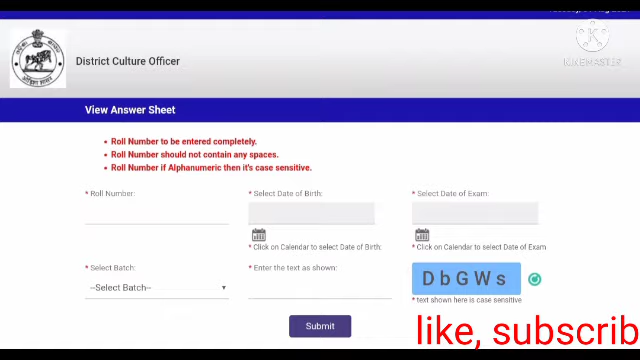 KINEMASTER
District Culture Officer
View Answer Sheet
• Roll Number to be entered completely.
• Roll Number should not contain any spaces.
• Roll Number if Alphanumeric then it's case sensitive.
* Roll Number:
* Select Date of Birth:
* Select Date of Exam:
* Click on Calendar to select Date of Birth:
* Click on Calendar to select Date of Exam
* Select Batch:
* Enter the text as shown:
--Select Batch--
D b G W s
* text shown here is case sensitive
Submit
like, subscrib